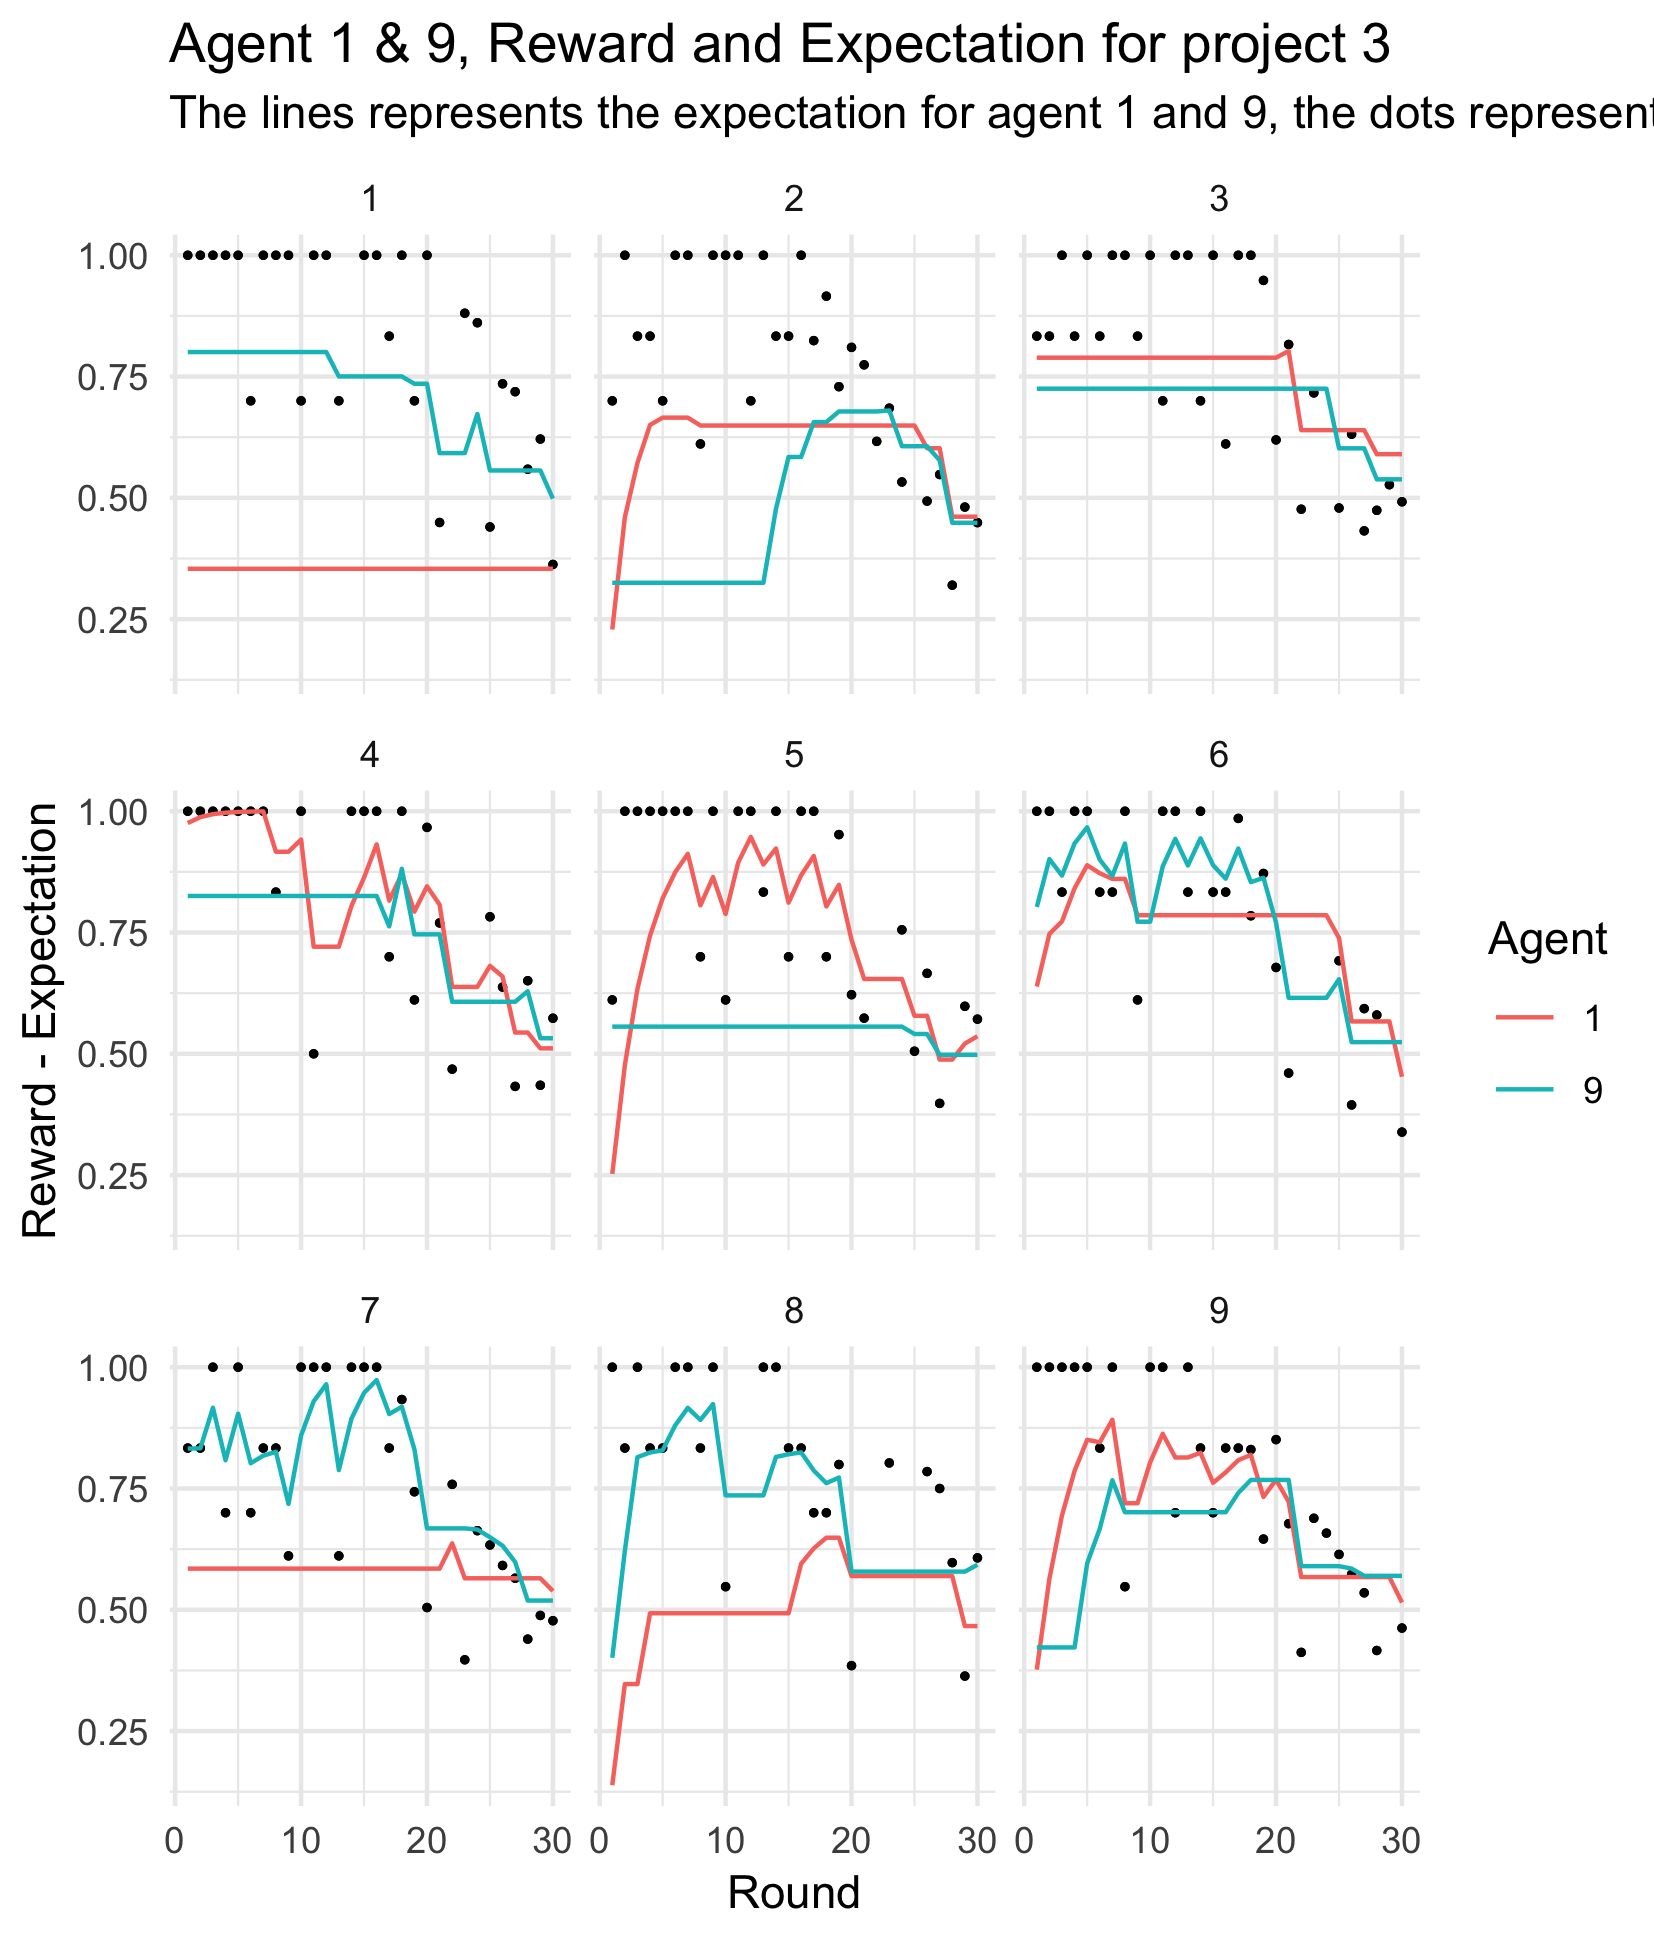 Agent 1 & 9, Reward and Expectation for project 3
The lines represents the expectation for agent 1 and 9, the dots represent
1 2 3
1.00
0.75
0.50
0.25
4 5 6
1.00
0.75
0.50
0.25
7 8 9
1.00
0.75
0.50
0.25
0 10 20 30 0 10 20 30 0 10 20 30
Round
Reward - Expectation
Agent
1
9